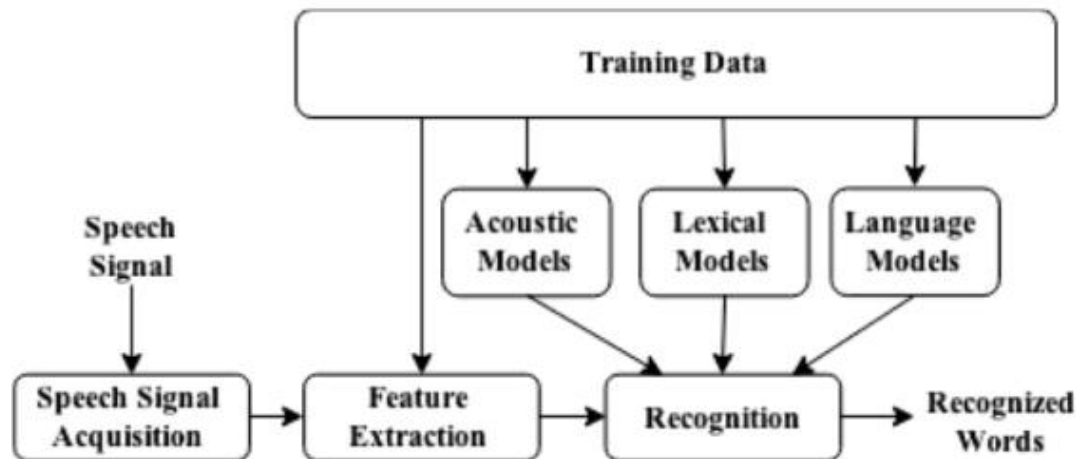 Training Data
Acoustic
Models
Lexical
Models
Language
Models
Speech
Signal
Speech Signal
Acquisition
Feature
Extraction
Recognition
Recognized
Words